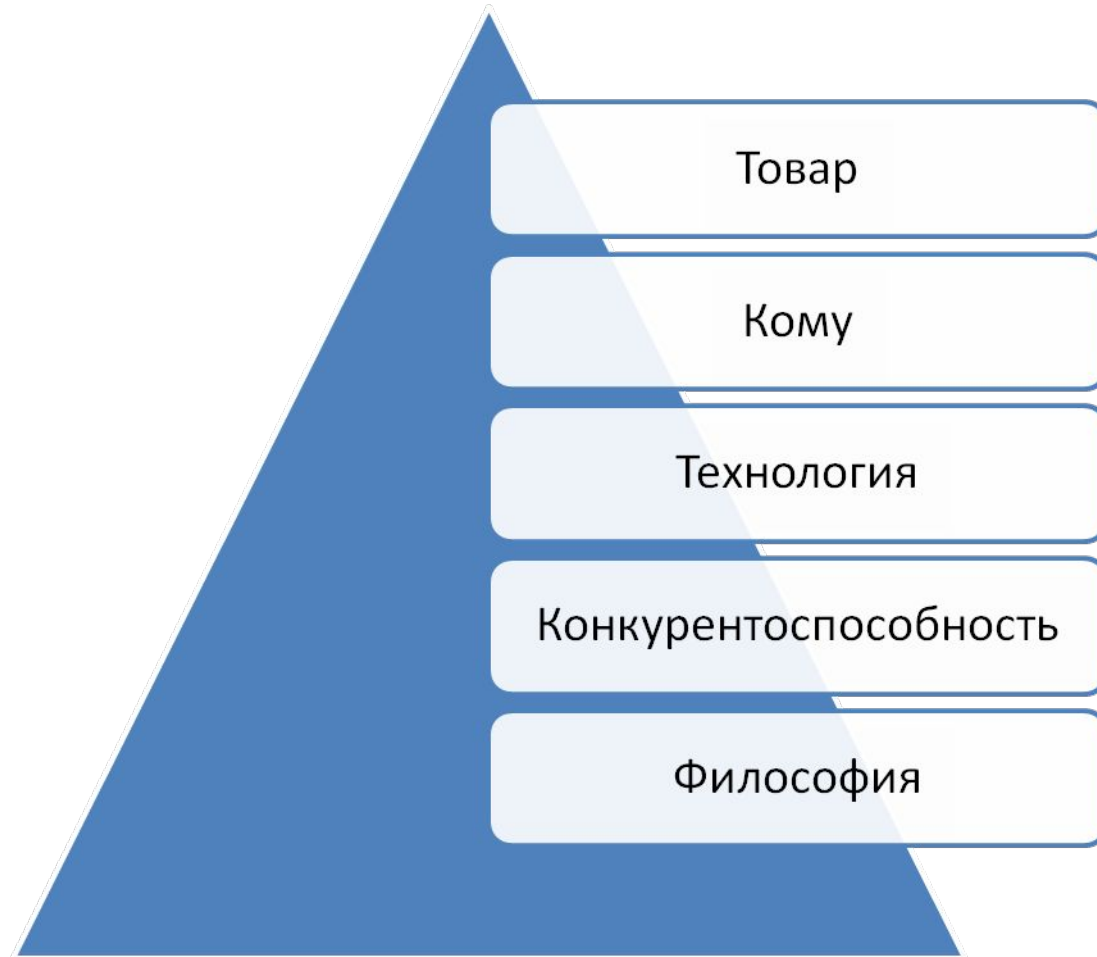 Товар
Кому
Технология
Конкурентоспособность
Философия